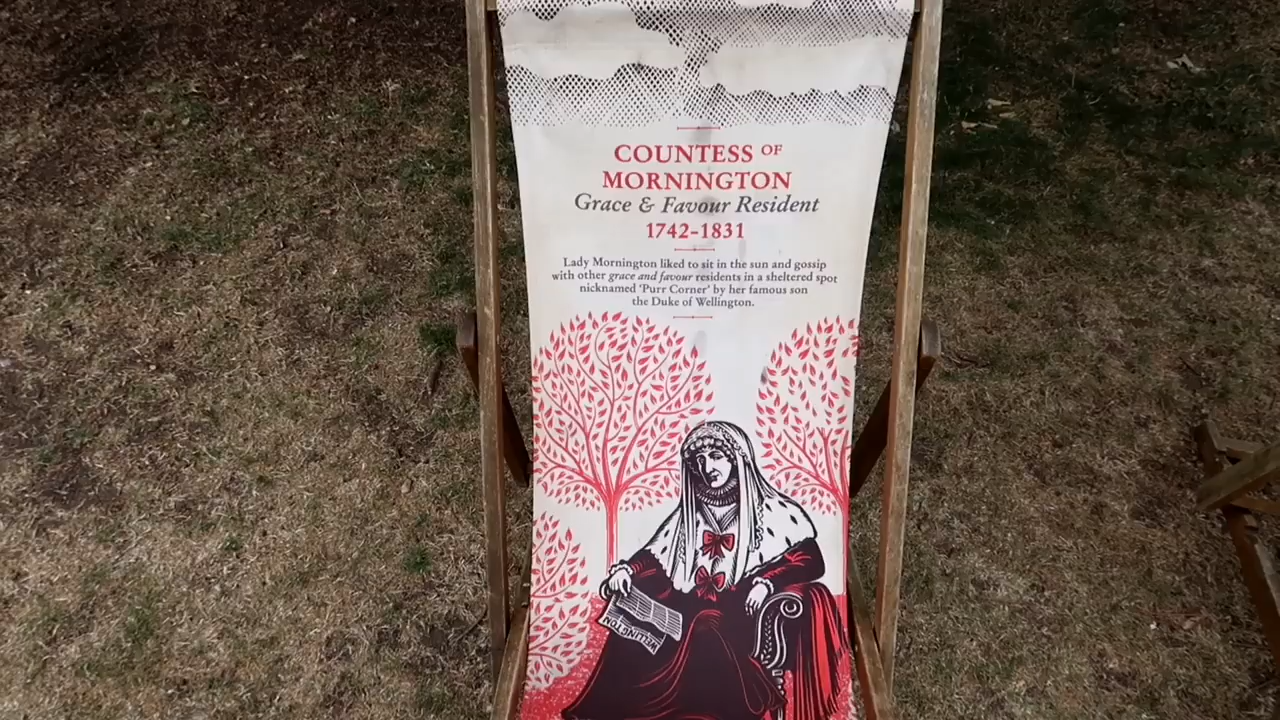 COUNTESS OF
MORNINGTON
Grace & Favour Resident
1742-1831
Lady Mornington liked to sit in the sun and gossip
with other grace and favour residents in a sheltered spot
nicknamed 'Purr Corner' by her famous son
the Duke of Wellington.
WELLINGTON